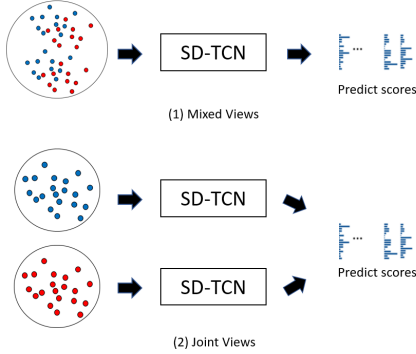 SD-TCN
...
Predict scores
(1) Mixed Views
SD-TCN
...
Predict scores
SD-TCN
(2) Joint Views